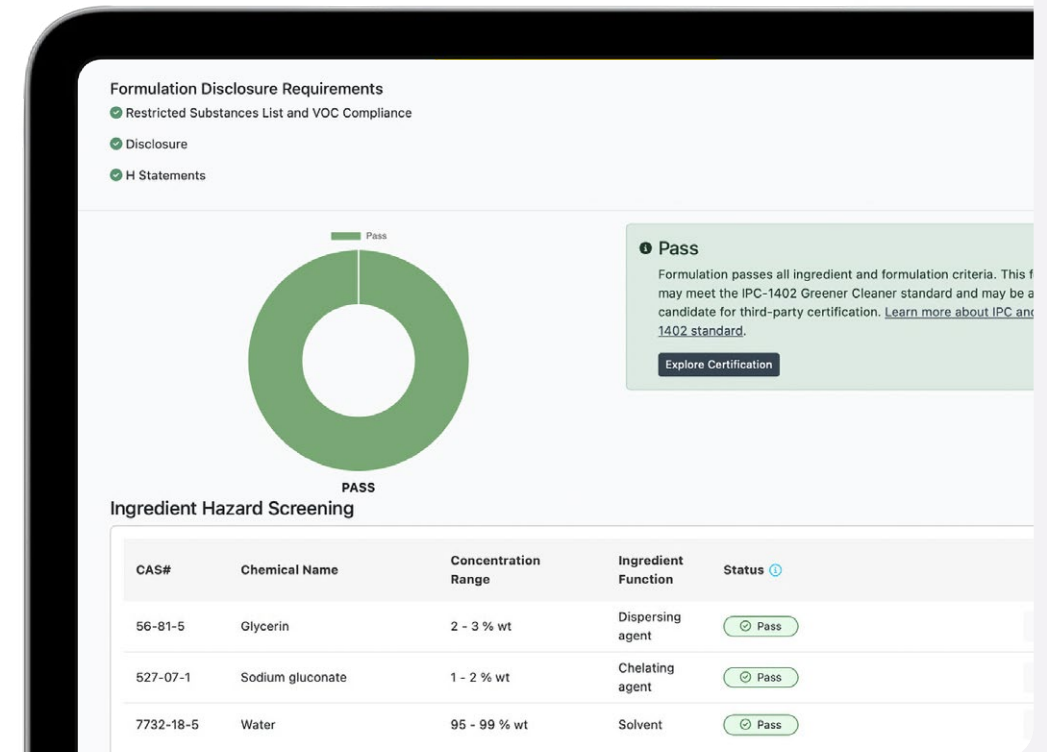 Formulation Disclosure Requirements
Restricted Substances List and VOC Compliance
Disclosure
H Statements
Pass
Pass
Formulation passes all ingredient and formulation criteria. This
may meet the IPC-1402 Greener Cleaner standard and may be a
candidate for third-party certification. Learn more about IPC and
1402 standard.
Explore Certification
PASS
Ingredient Hazard Screening
CAS# Chemical Name Concentration Range Ingredient Function Status
56-81-5 Glycerin 2 - 3 % wt Dispersing agent Pass
527-07-1 Sodium gluconate 1 - 2 % wt Chelating agent Pass
7732-18-5 Water 95 - 99 % wt Solvent Pass